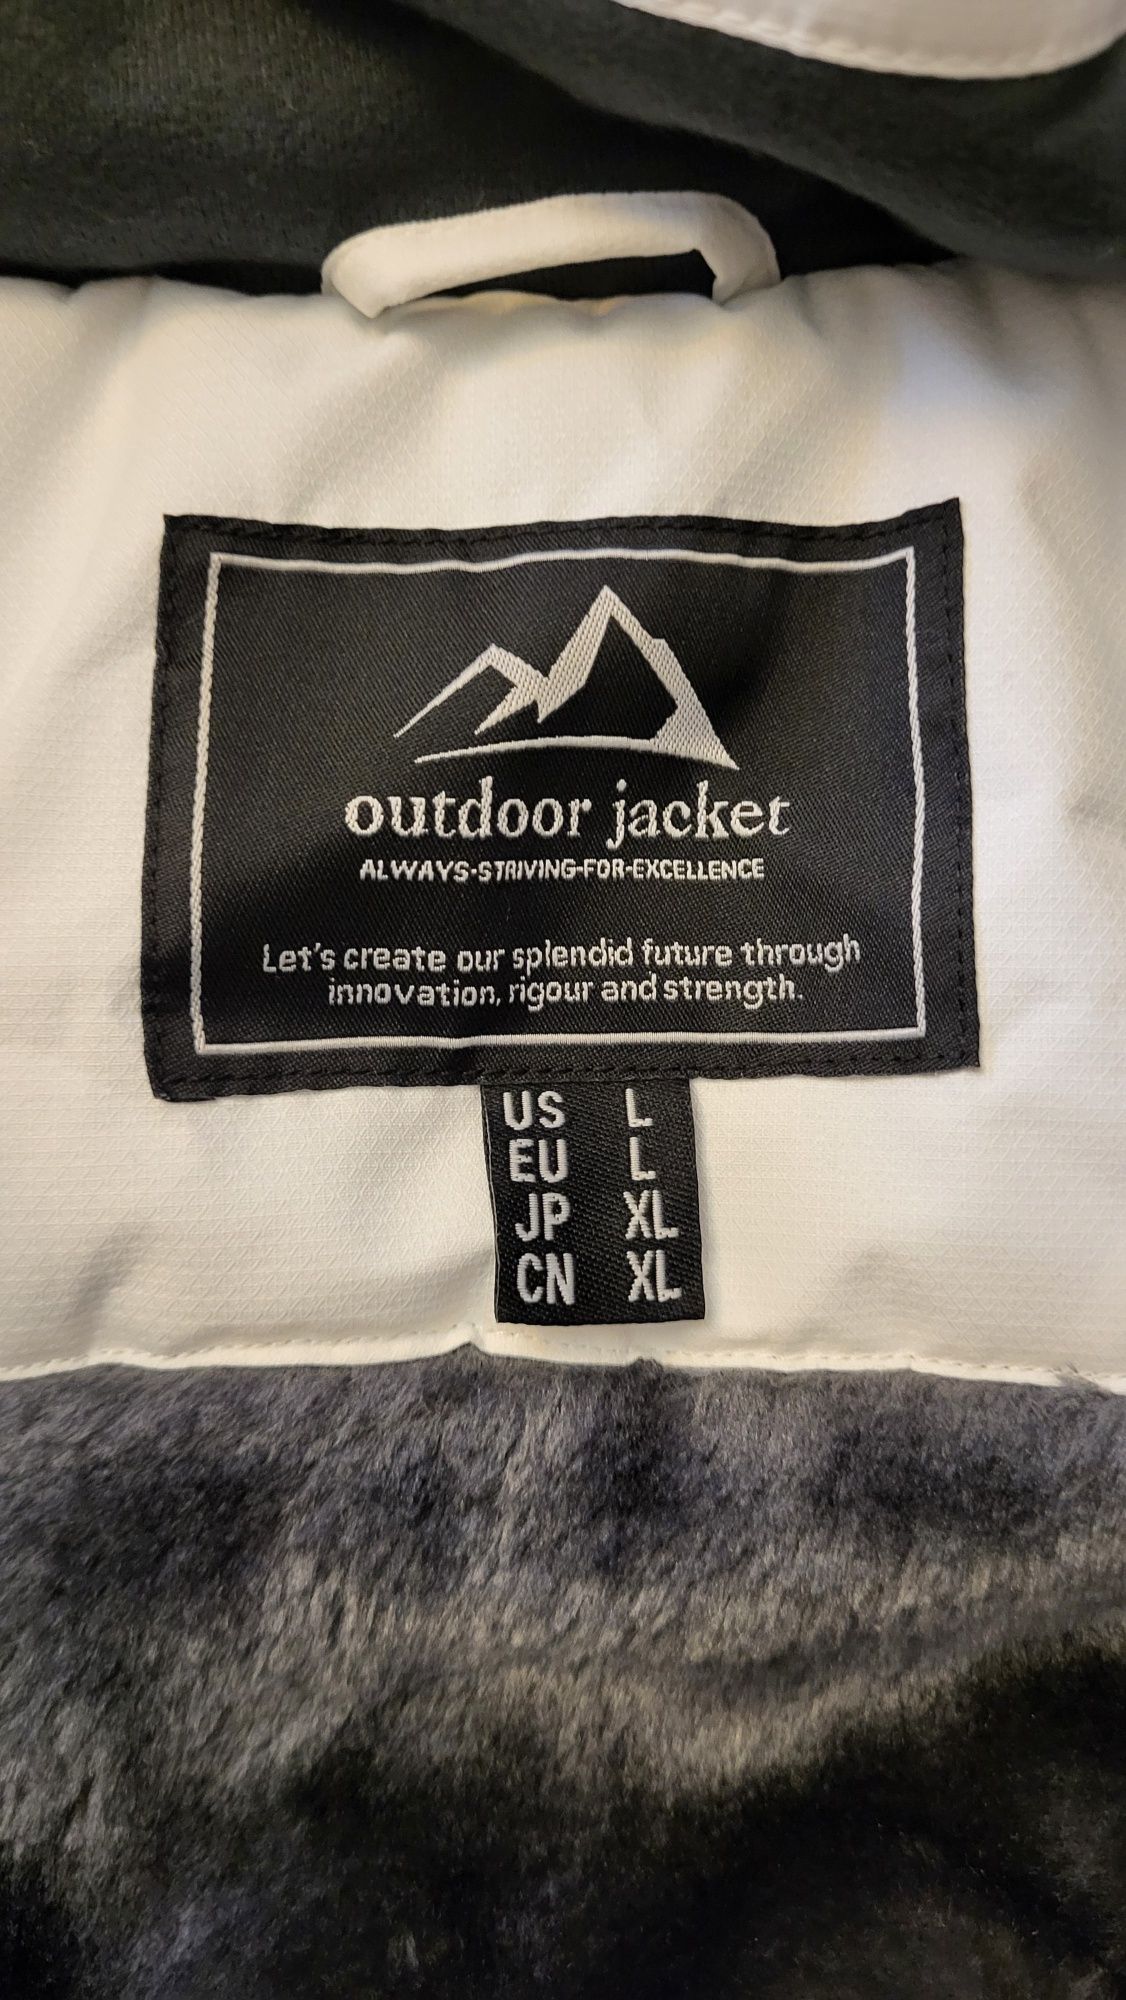 outdoor jacket
ALWAYS-STRIVING-FOR-EXCELLENCE
Let's create our splendid future through
innovation, rigour and strength.
US L
EU L
JP XL
CN XL